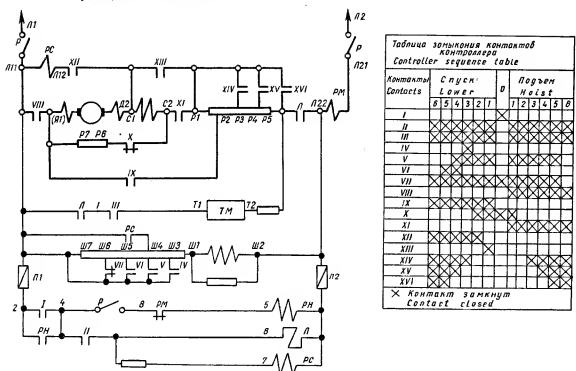 Л1
Л2
Р
РС
XII
XIII
Р
Л11
Л12
XIV
XV
XVI
Л21
VIII
(Я1)
Д2
С1
С2
XI
Р1
Р2 Р3 Р4 Р5
Л
Л22
РМ
Р7 Р6
X
IX
Л I III
Т1
ТМ
Т2
РС
Ш7 Ш6 Ш5 Ш4 Ш3 Ш1
Ш2
VII VI V IV
П1
П2
2 I 4 Р 8 РМ 5 РН
РН II 6 Л
7 РС
Таблица замыкания контактов
контроллера
Controller sequence table
Контакты
Contacts
Спуск
Lower
0
Подъем
Hoist
6 5 4 3 2 1
1 2 3 4 5 6
I
II
III
IV
V
VI
VII
VIII
IX
X
XI
XII
XIII
XIV
XV
XVI
X Контакт замкнут
Contact closed